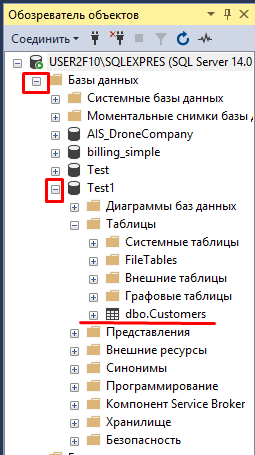 Обозреватель объектов
Соединить
USER2F10\SQLEXPRES (SQL Server 14.0
Базы данных
Системные базы данных
Моментальные снимки базы
AIS_DroneCompany
billing_simple
Test
Test1
Диаграммы баз данных
Таблицы
Системные таблицы
FileTables
Внешние таблицы
Графовые таблицы
dbo.Customers
Представления
Внешние ресурсы
Синонимы
Программирование
Компонент Service Broker
Хранилище
Безопасность